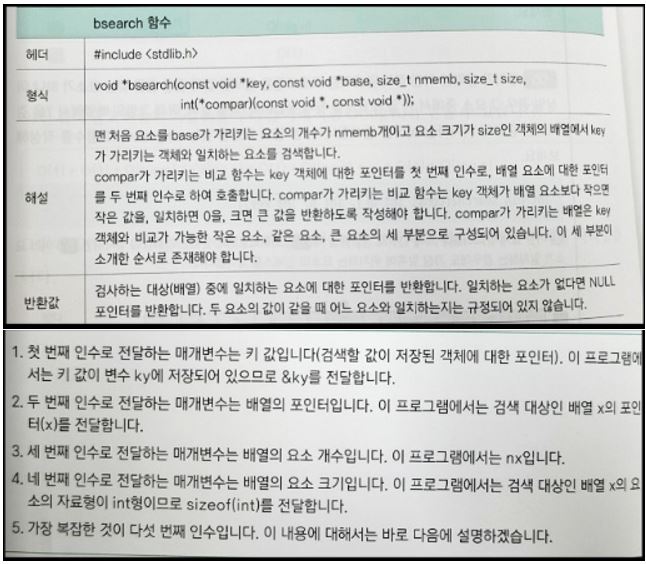 bsearch 함수
헤더
#include <stdlib.h>
형식
void *bsearch(const void *key, const void *base, size_t nmemb, size_t size,
int(*compar)(const void *, const void *));
해설
맨 처음 요소를 base가 가리키는 요소의 개수가 nmemb개이고 요소 크기가 size인 객체의 배열에서 key
가 가리키는 객체와 일치하는 요소를 검색합니다.
compar가 가리키는 비교 함수는 key 객체에 대한 포인터를 첫 번째 인수로, 배열 요소에 대한 포인터
를 두 번째 인수로 하여 호출합니다. compar가 가리키는 비교 함수는 key 객체가 배열 요소보다 작으면
작은 값을, 일치하면 0을, 크면 큰 값을 반환하도록 작성해야 합니다. compar가 가리키는 배열은 key
객체와 비교가 가능한 작은 요소, 같은 요소, 큰 요소의 세 부분으로 구성되어 있습니다. 이 세 부분이
소개한 순서로 존재해야 합니다.
반환값
검사하는 대상(배열) 중에 일치하는 요소에 대한 포인터를 반환합니다. 일치하는 요소가 없다면 NULL
포인터를 반환합니다. 두 요소의 값이 같을 때 어느 요소와 일치하는지는 규정되어 있지 않습니다.
1. 첫 번째 인수로 전달하는 매개변수는 키 값입니다(검색할 값이 저장된 객체에 대한 포인터). 이 프로그램에
서는 키 값이 변수 ky에 저장되어 있으므로 &ky를 전달합니다.
2. 두 번째 인수로 전달하는 매개변수는 배열의 포인터입니다. 이 프로그램에서는 검색 대상인 배열 x의 포인
터(x)를 전달합니다.
3. 세 번째 인수로 전달하는 매개변수는 배열의 요소 개수입니다. 이 프로그램에서는 nx입니다.
4. 네 번째 인수로 전달하는 매개변수는 배열의 요소 크기입니다. 이 프로그램에서는 검색 대상인 배열 x의 요
소의 자료형이 int형이므로 sizeof(int)를 전달합니다.
5. 가장 복잡한 것이 다섯 번째 인수입니다. 이 내용에 대해서는 바로 다음에 설명하겠습니다.